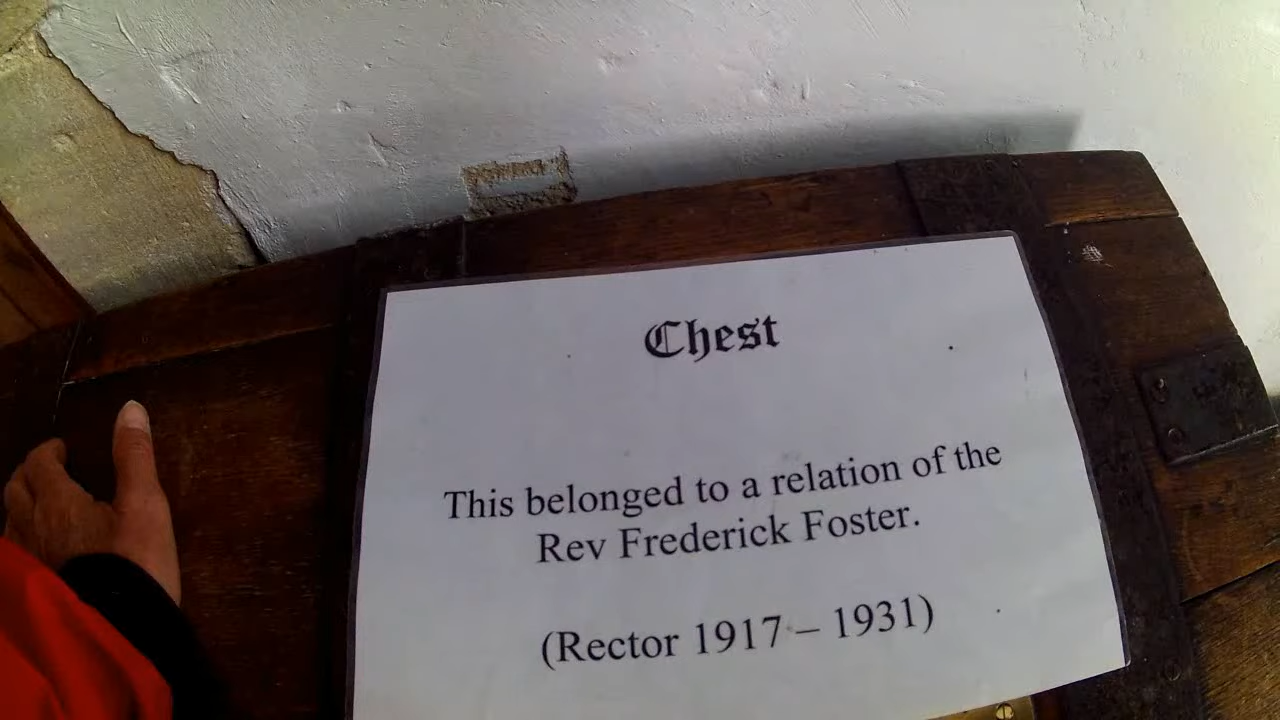 Chest
This belonged to a relation of the
Rev Frederick Foster.
(Rector 1917 – 1931)